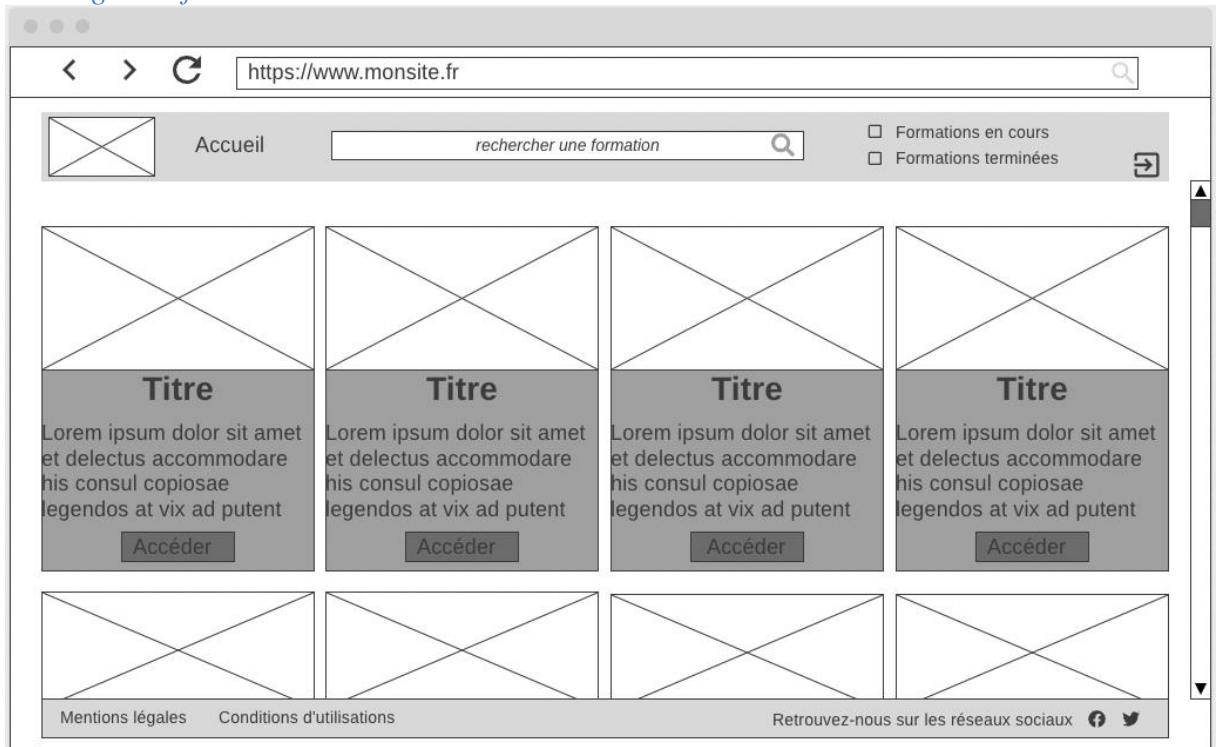 https://www.monsite.fr
Accueil
rechercher une formation
Formations en cours
Formations terminées
Titre
Lorem ipsum dolor sit amet
et delectus accommodare
his consul copiosae
legendos at vix ad putent
Accéder
Titre
Lorem ipsum dolor sit amet
et delectus accommodare
his consul copiosae
legendos at vix ad putent
Accéder
Titre
Lorem ipsum dolor sit amet
et delectus accommodare
his consul copiosae
legendos at vix ad putent
Accéder
Titre
Lorem ipsum dolor sit amet
et delectus accommodare
his consul copiosae
legendos at vix ad putent
Accéder
Mentions légales
Conditions d'utilisations
Retrouvez-nous sur les réseaux sociaux